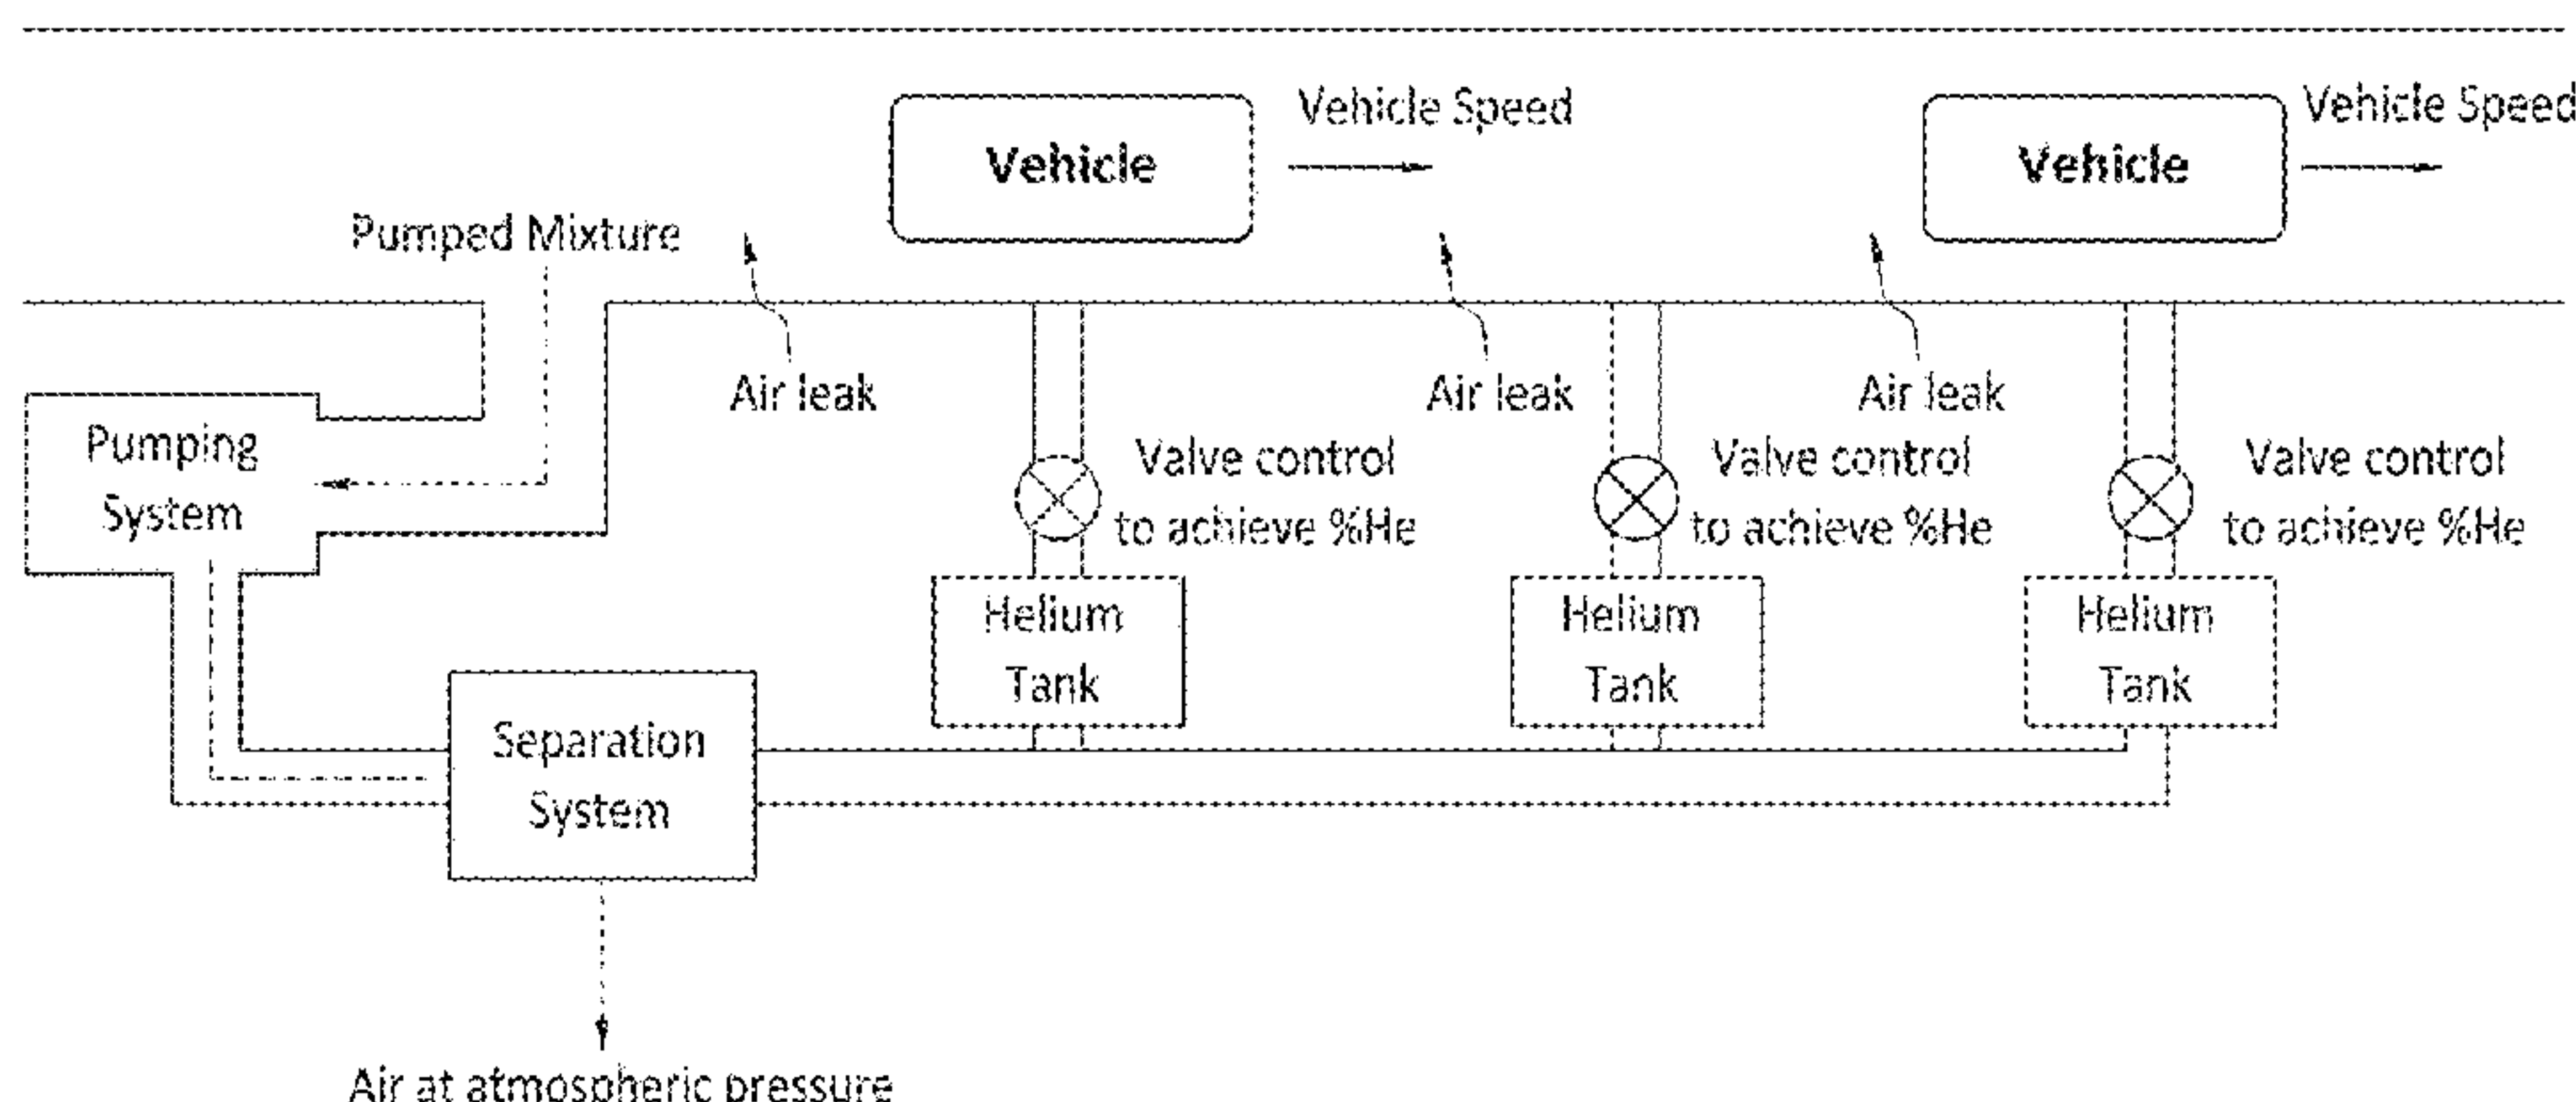 Vehicle Speed
Vehicle
Vehicle Speed
Vehicle
Pumped Mixture
Air leak
Air leak
Air leak
Pumping
System
Valve control
to achieve %He
Valve control
to achieve %He
Valve control
to achieve %He
Helium
Tank
Helium
Tank
Helium
Tank
Separation
System
Air at atmospheric pressure